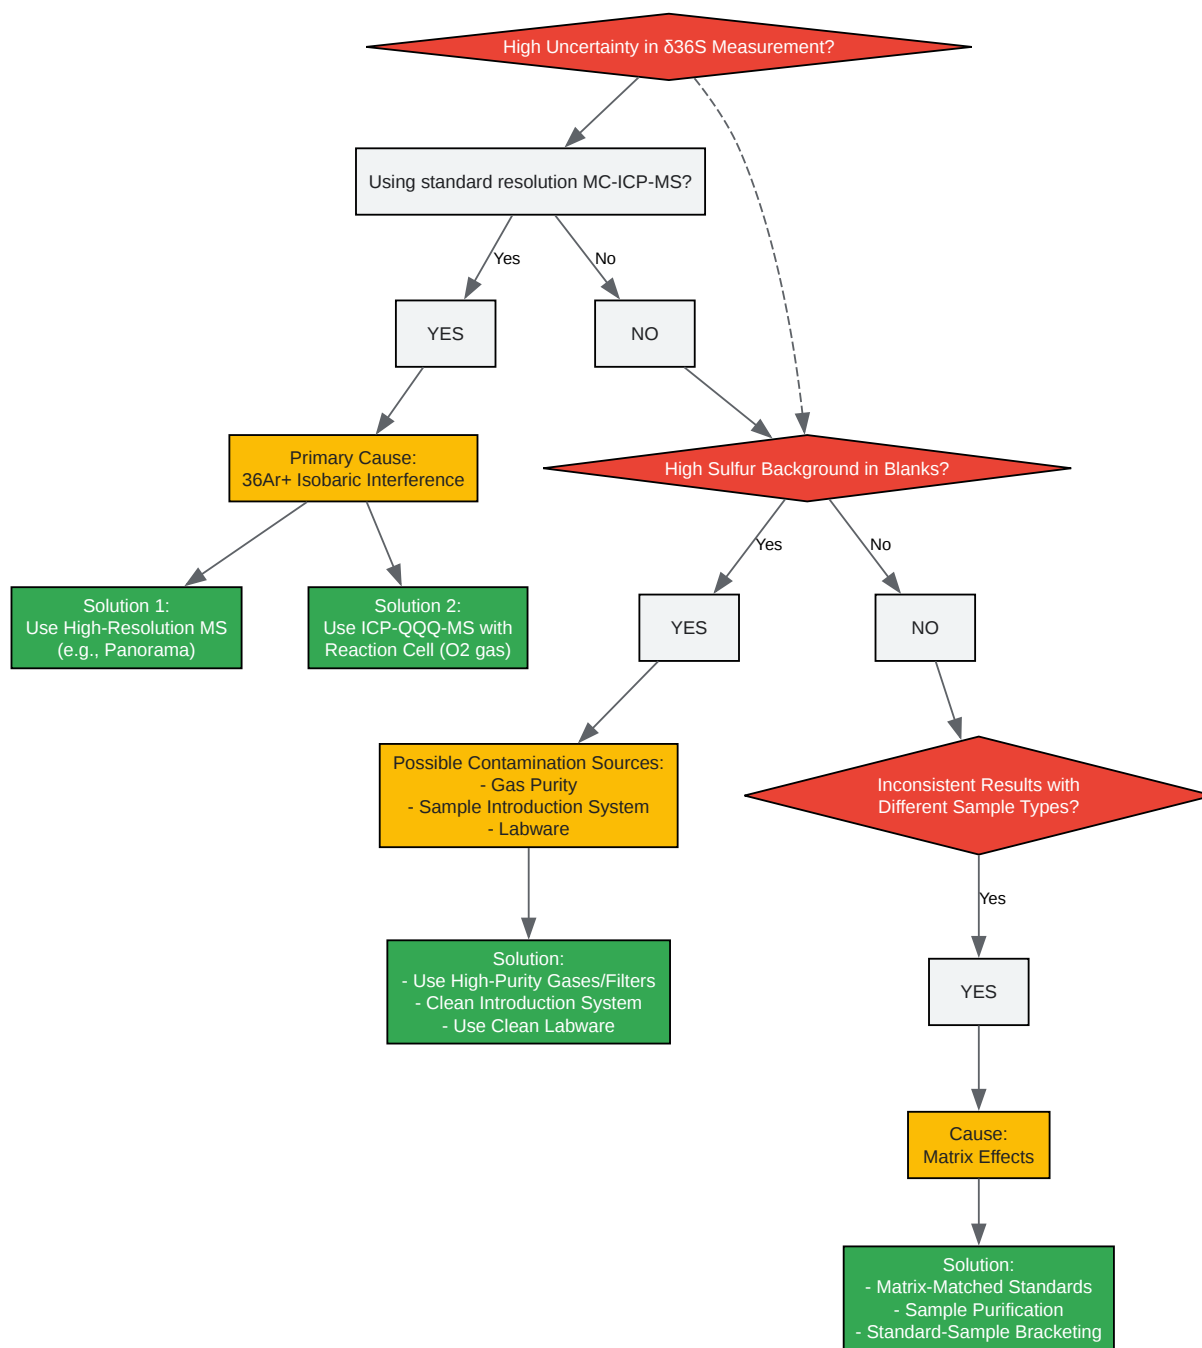 High Uncertainty in δ36S Measurement?
Using standard resolution MC-ICP-MS?
Yes
No
YES
NO
Primary Cause:
36Ar+ Isobaric Interference
High Sulfur Background in Blanks?
Yes
No
Solution 1:
Use High-Resolution MS
(e.g., Panorama)
Solution 2:
Use ICP-QQQ-MS with
Reaction Cell (O2 gas)
YES
NO
Possible Contamination Sources:
- Gas Purity
- Sample Introduction System
- Labware
Inconsistent Results with
Different Sample Types?
Yes
Solution:
- Use High-Purity Gases/Filters
- Clean Introduction System
- Use Clean Labware
YES
Cause:
Matrix Effects
Solution:
- Matrix-Matched Standards
- Sample Purification
- Standard-Sample Bracketing